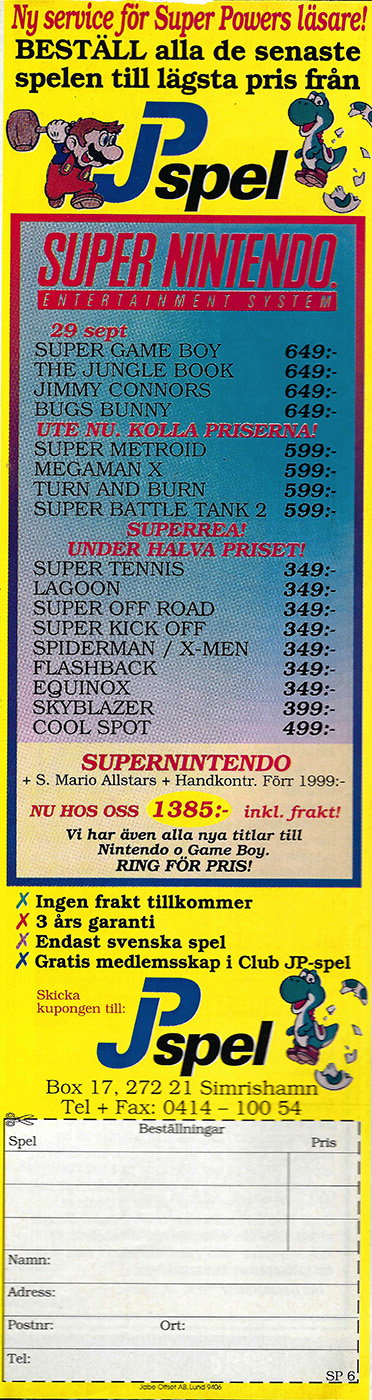 Ny service för Super Powers läsare!
BESTÄLL alla de senaste
spelen till lägsta pris från
JP spel
SUPER NINTENDO
ENTERTAINMENT SYSTEM
29 sept
SUPER GAME BOY 649:-
THE JUNGLE BOOK 649:-
JIMMY CONNORS 649:-
BUGS BUNNY 649:-
UTE NU. KOLLA PRISERNA!
SUPER METROID 599:-
MEGAMAN X 599:-
TURN AND BURN 599:-
SUPER BATTLE TANK 2 599:-
SUPERREA!
UNDER HALVA PRISET!
SUPER TENNIS 349:-
LAGOON 349:-
SUPER OFF ROAD 349:-
SUPER KICK OFF 349:-
SPIDERMAN / X-MEN 349:-
FLASHBACK 349:-
EQUINOX 349:-
SKYBLAZER 399:-
COOL SPOT 499:-
SUPERNINTENDO
+ S. Mario Allstars + Handkontr. Förr 1999:-
NU HOS OSS 1385:- inkl. frakt!
Vi har även alla nya titlar till
Nintendo o Game Boy.
RING FÖR PRIS!
✗ Ingen frakt tillkommer
✗ 3 års garanti
✗ Endast svenska spel
✗ Gratis medlemsskap i Club JP-spel
Skicka
kupongen till:
JP spel
Box 17, 272 21 Simrishamn
Tel + Fax: 0414 – 100 54
Beställningar
Spel Pris
Namn:
Adress:
Postnr: Ort:
Tel:
SP 6
Jabe Offset AB, Lund 9406